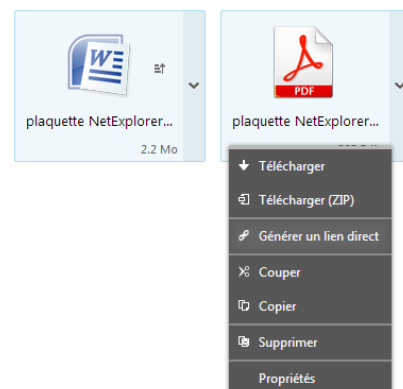 W
PDF
plaquette NetExplorer...
plaquette NetExplorer...
2.2 Mo
Télécharger
Télécharger (ZIP)
Générer un lien direct
Couper
Copier
Supprimer
Propriétés